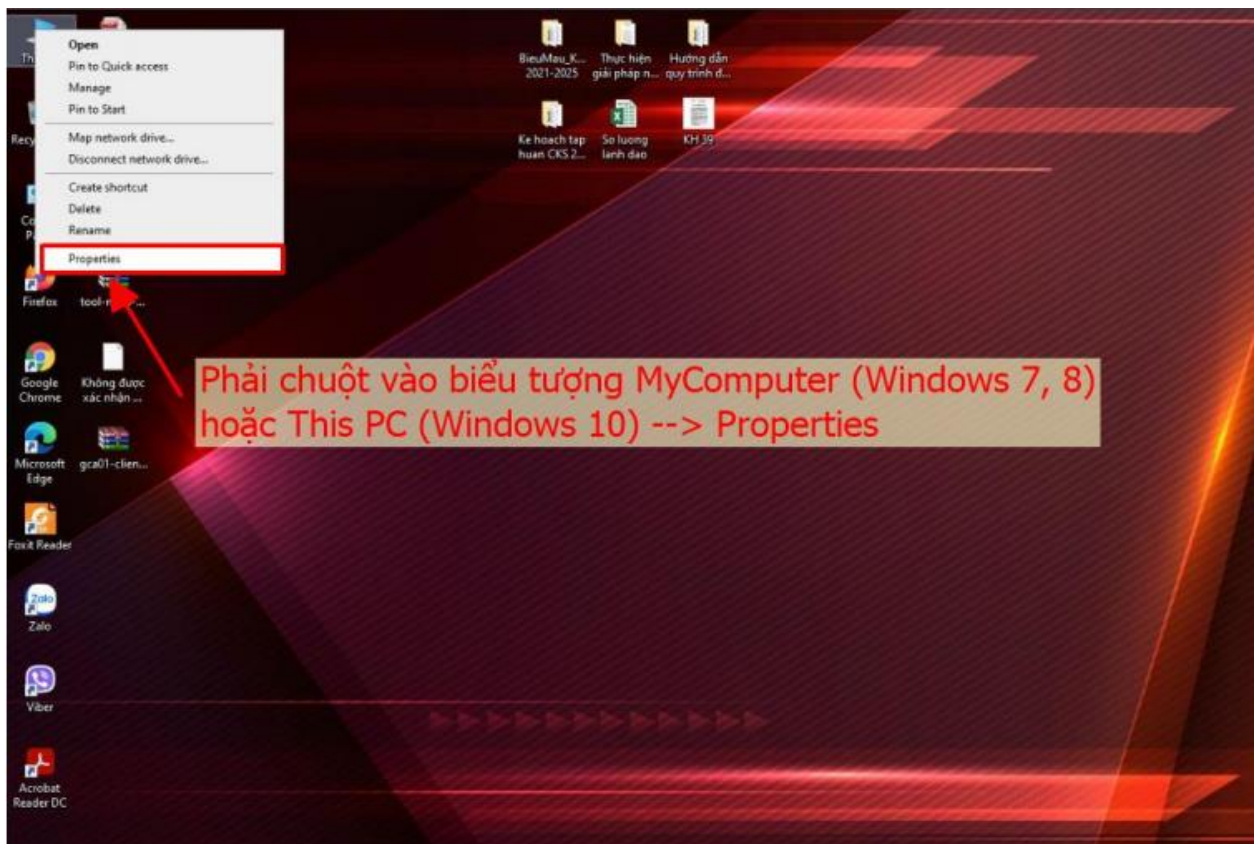 Open
Pin to Quick access
Manage
Pin to Start
Map network drive...
Disconnect network drive...
Create shortcut
Delete
Rename
Properties
Th
Recy
Co
P
Firefox
Google
Chrome
Không được
xác nhận ...
Microsoft
Edge
gca01-clien...
Foxit Reader
Zalo
Zalo
Viber
Acrobat
Reader DC
BieuMau_K...
2021-2025
Thực hiện
giải pháp n...
Hướng dẫn
quy trình đ...
Ke hoach tap
huan CKS 2...
So luong
lanh dao
KH 39
Phải chuột vào biểu tượng MyComputer (Windows 7, 8)
hoặc This PC (Windows 10) --> Properties